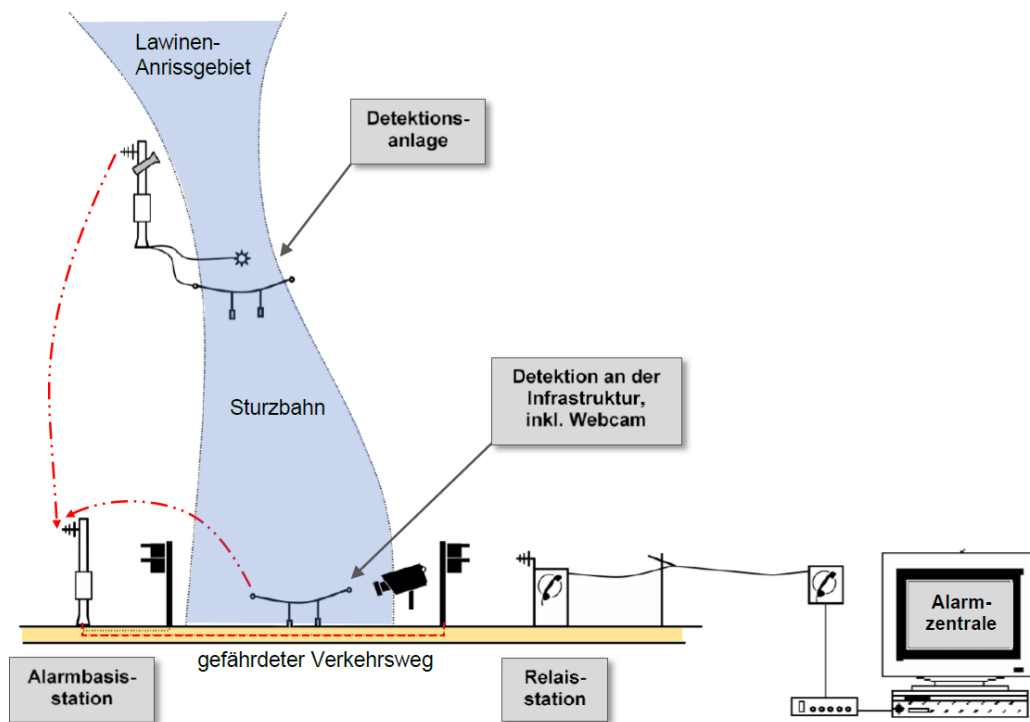 Lawinen-
Anrissgebiet
Detektions-
anlage
Detektion an der
Infrastruktur,
inkl. Webcam
Sturzbahn
Alarm-
zentrale
gefährdeter Verkehrsweg
Alarmbasis-
station
Relais-
station